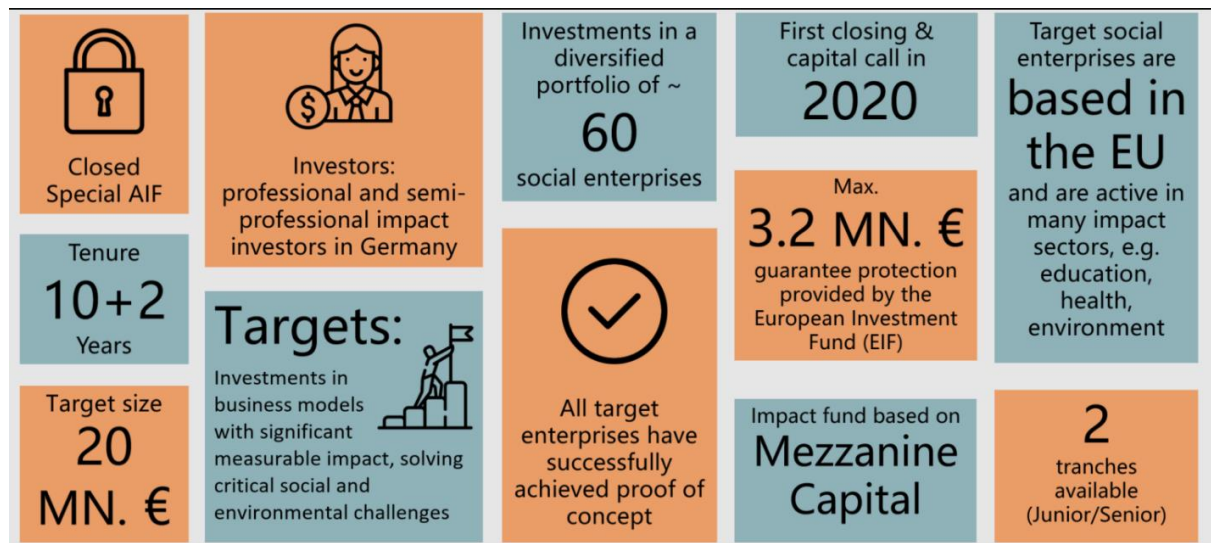 Closed
Special AIF
Tenure
10+2
Years
Target size
20
MN. €
$
Investors:
professional and semi-
professional impact
investors in Germany
Targets:
Investments in
business models
with significant
measurable impact, solving
critical social and
environmental challenges
Investments in a
diversified
portfolio of ~
60
social enterprises
All target
enterprises have
successfully
achieved proof of
concept
First closing &
capital call in
2020
Max.
3.2 MN. €
guarantee protection
provided by the
European Investment
Fund (EIF)
Impact fund based on
Mezzanine
Capital
Target social
enterprises are
based in
the EU
and are active in
many impact
sectors, e.g.
education,
health,
environment
2
tranches
available
(Junior/Senior)